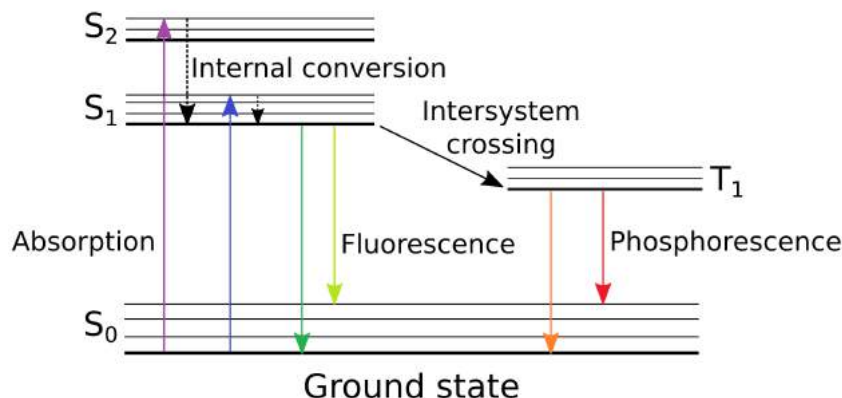 S2
Internal conversion
S1
Intersystem
crossing
T1
Absorption
Fluorescence
Phosphorescence
S0
Ground state